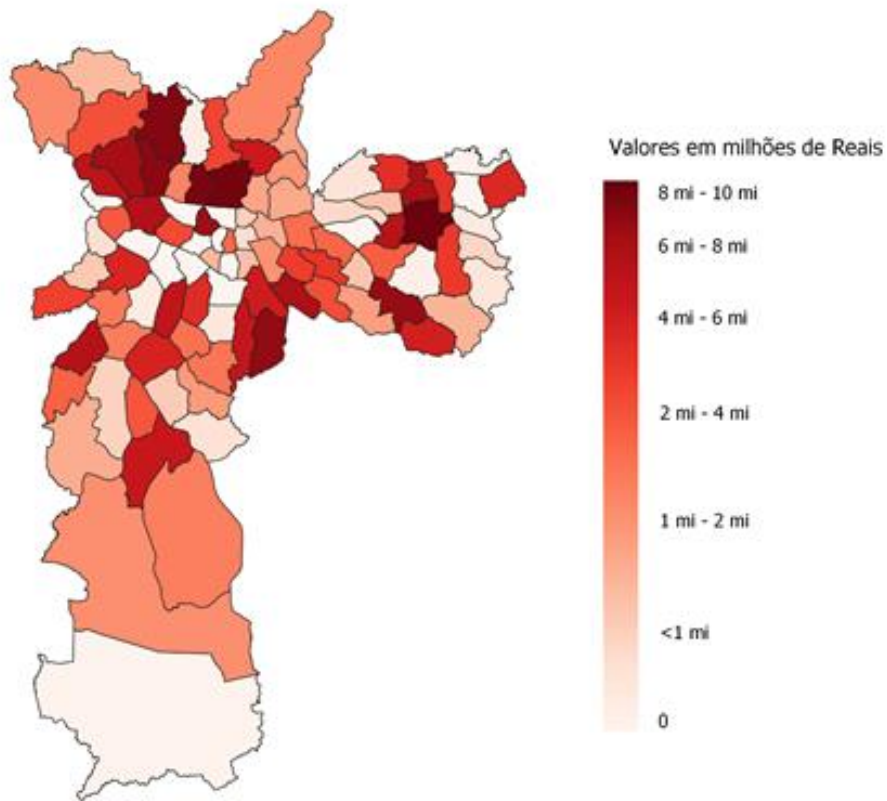 Valores em milhões de Reais
8 mi - 10 mi
6 mi - 8 mi
4 mi - 6 mi
2 mi - 4 mi
1 mi - 2 mi
<1 mi
0